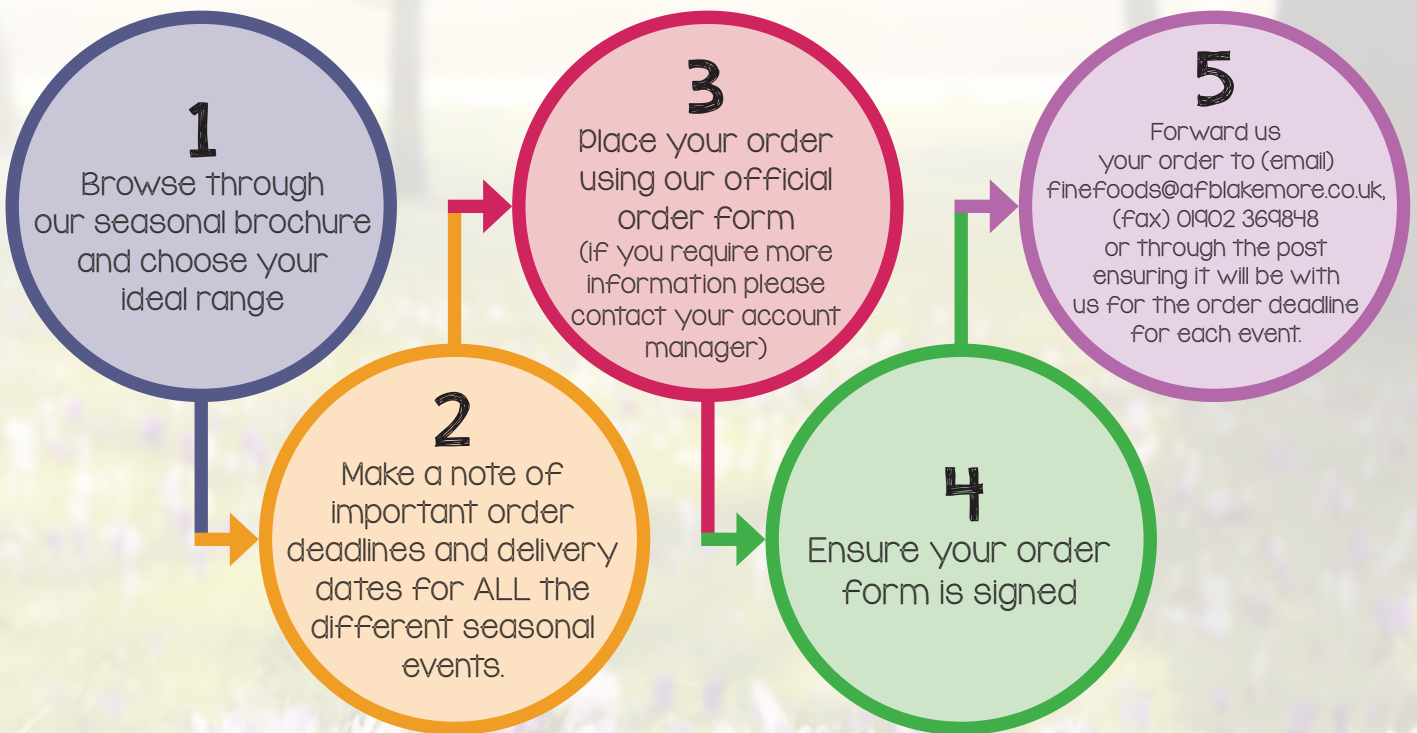 1
Browse through
our seasonal brochure
and choose your
ideal range
2
Make a note of
important order
deadlines and delivery
dates for ALL the
different seasonal
events.
3
Place your order
using our official
order form
(if you require more
information please
contact your account
manager)
4
Ensure your order
form is signed
5
Forward us
your order to (email)
finefoods@afblakemore.co.uk,
(fax) 01902 369848
or through the post
ensuring it will be with
us for the order deadline
for each event.